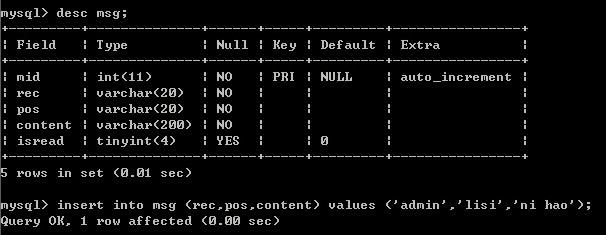 mysql> desc msg;
+---------+--------------+------+-----+---------+----------------+
| Field   | Type         | Null | Key | Default | Extra          |
+---------+--------------+------+-----+---------+----------------+
| mid     | int(11)      | NO   | PRI | NULL    | auto_increment |
| rec     | varchar(20)  | NO   |     |         |                |
| pos     | varchar(20)  | NO   |     |         |                |
| content | varchar(200) | NO   |     |         |                |
| isread  | tinyint(4)   | YES  |     | 0       |                |
+---------+--------------+------+-----+---------+----------------+
5 rows in set (0.01 sec)
mysql> insert into msg (rec,pos,content) values ('admin','lisi','ni hao');
Query OK, 1 row affected (0.00 sec)